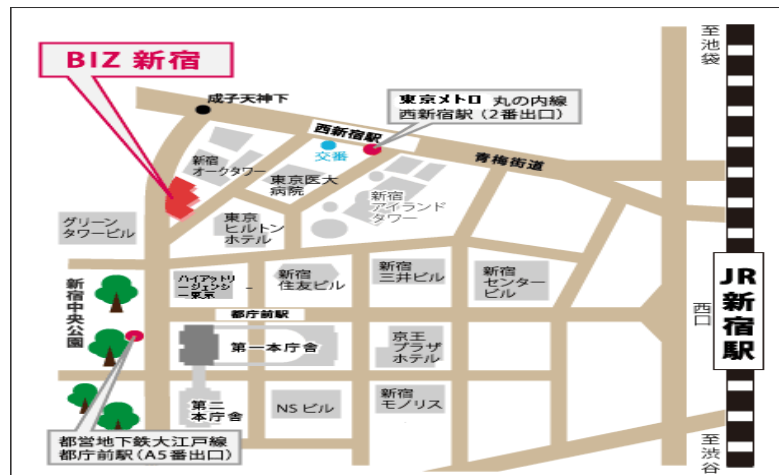 至池袋
BIZ 新宿
成子天神下
東京メトロ 丸の内線
西新宿駅(2番出口)
西新宿駅
交番
青梅街道
新宿
オークタワー
東京医大
病院
新宿
アイランド
タワー
グリーン
タワービル
東京
ヒルトン
ホテル
新宿中央公園
ハイアットリ
ージェンシ
ー東京
新宿
住友ビル
新宿
三井ビル
新宿
センター
ビル
JR新宿駅
西口
都庁前駅
第一本庁舎
京王
プラザ
ホテル
第二
本庁舎
NSビル
新宿
モノリス
都営地下鉄大江戸線
都庁前駅(A5番出口)
至渋谷